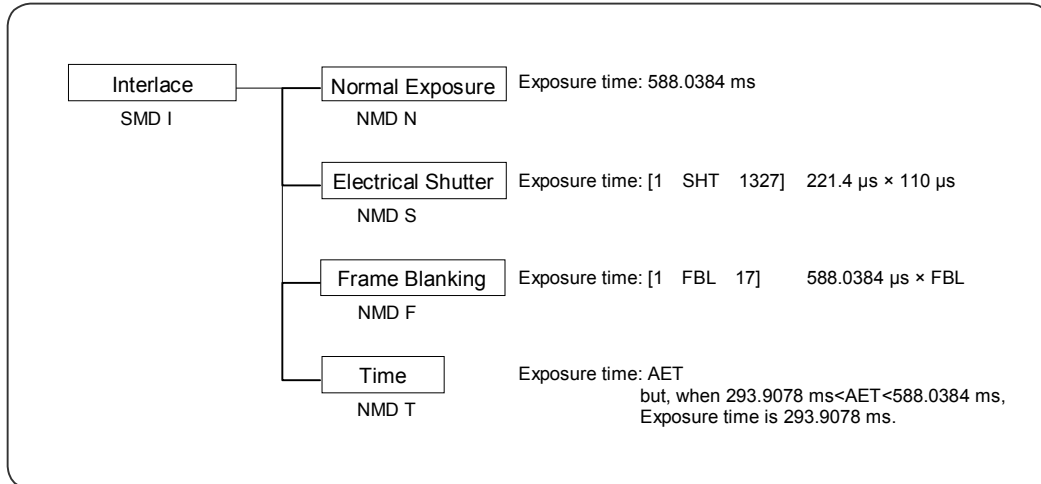 Interlace
SMD I
Normal Exposure
NMD N
Exposure time: 588.0384 ms
Electrical Shutter
NMD S
Exposure time: [1 SHT 1327] 221.4 µs × 110 µs
Frame Blanking
NMD F
Exposure time: [1 FBL 17] 588.0384 µs × FBL
Time
NMD T
Exposure time: AET
but, when 293.9078 ms<AET<588.0384 ms,
Exposure time is 293.9078 ms.